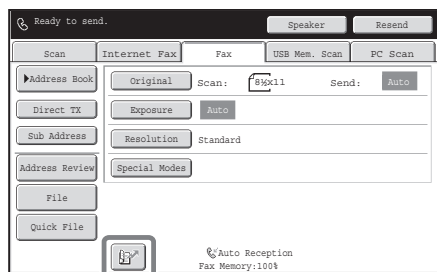 Ready to send.
Speaker
Resend
Scan
Internet Fax
Fax
USB Mem. Scan
PC Scan
Address Book
Original
Scan:
8½x11
Send:
Auto
Direct TX
Exposure
Auto
Sub Address
Resolution
Standard
Address Review
Special Modes
File
Quick File
Auto Reception
Fax Memory:100%